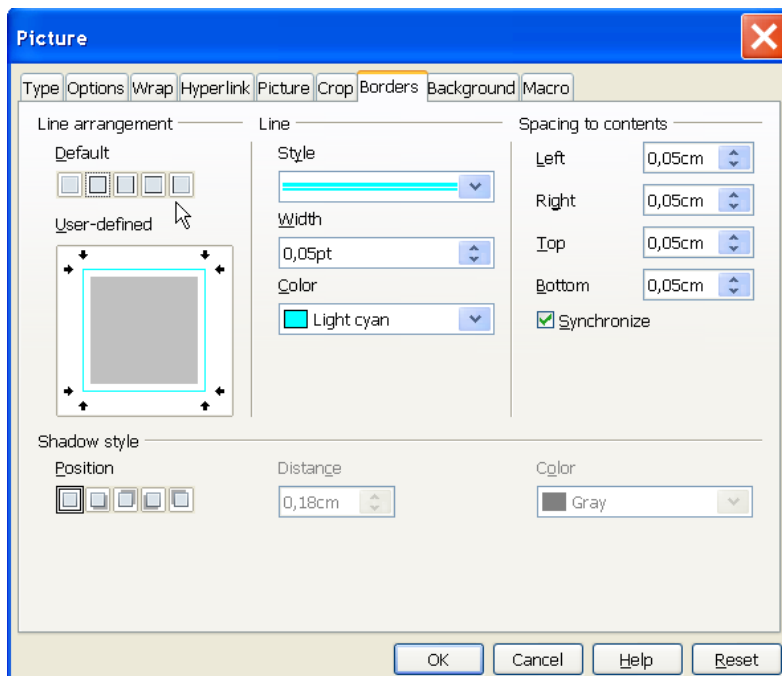 Picture
Type Options Wrap Hyperlink Picture Crop Borders Background Macro
Line arrangement
Default
User-defined
Line
Style
Width
0,05pt
Color
Light cyan
Spacing to contents
Left 0,05cm
Right 0,05cm
Top 0,05cm
Bottom 0,05cm
Synchronize
Shadow style
Position
Distance
0,18cm
Color
Gray
OK Cancel Help Reset